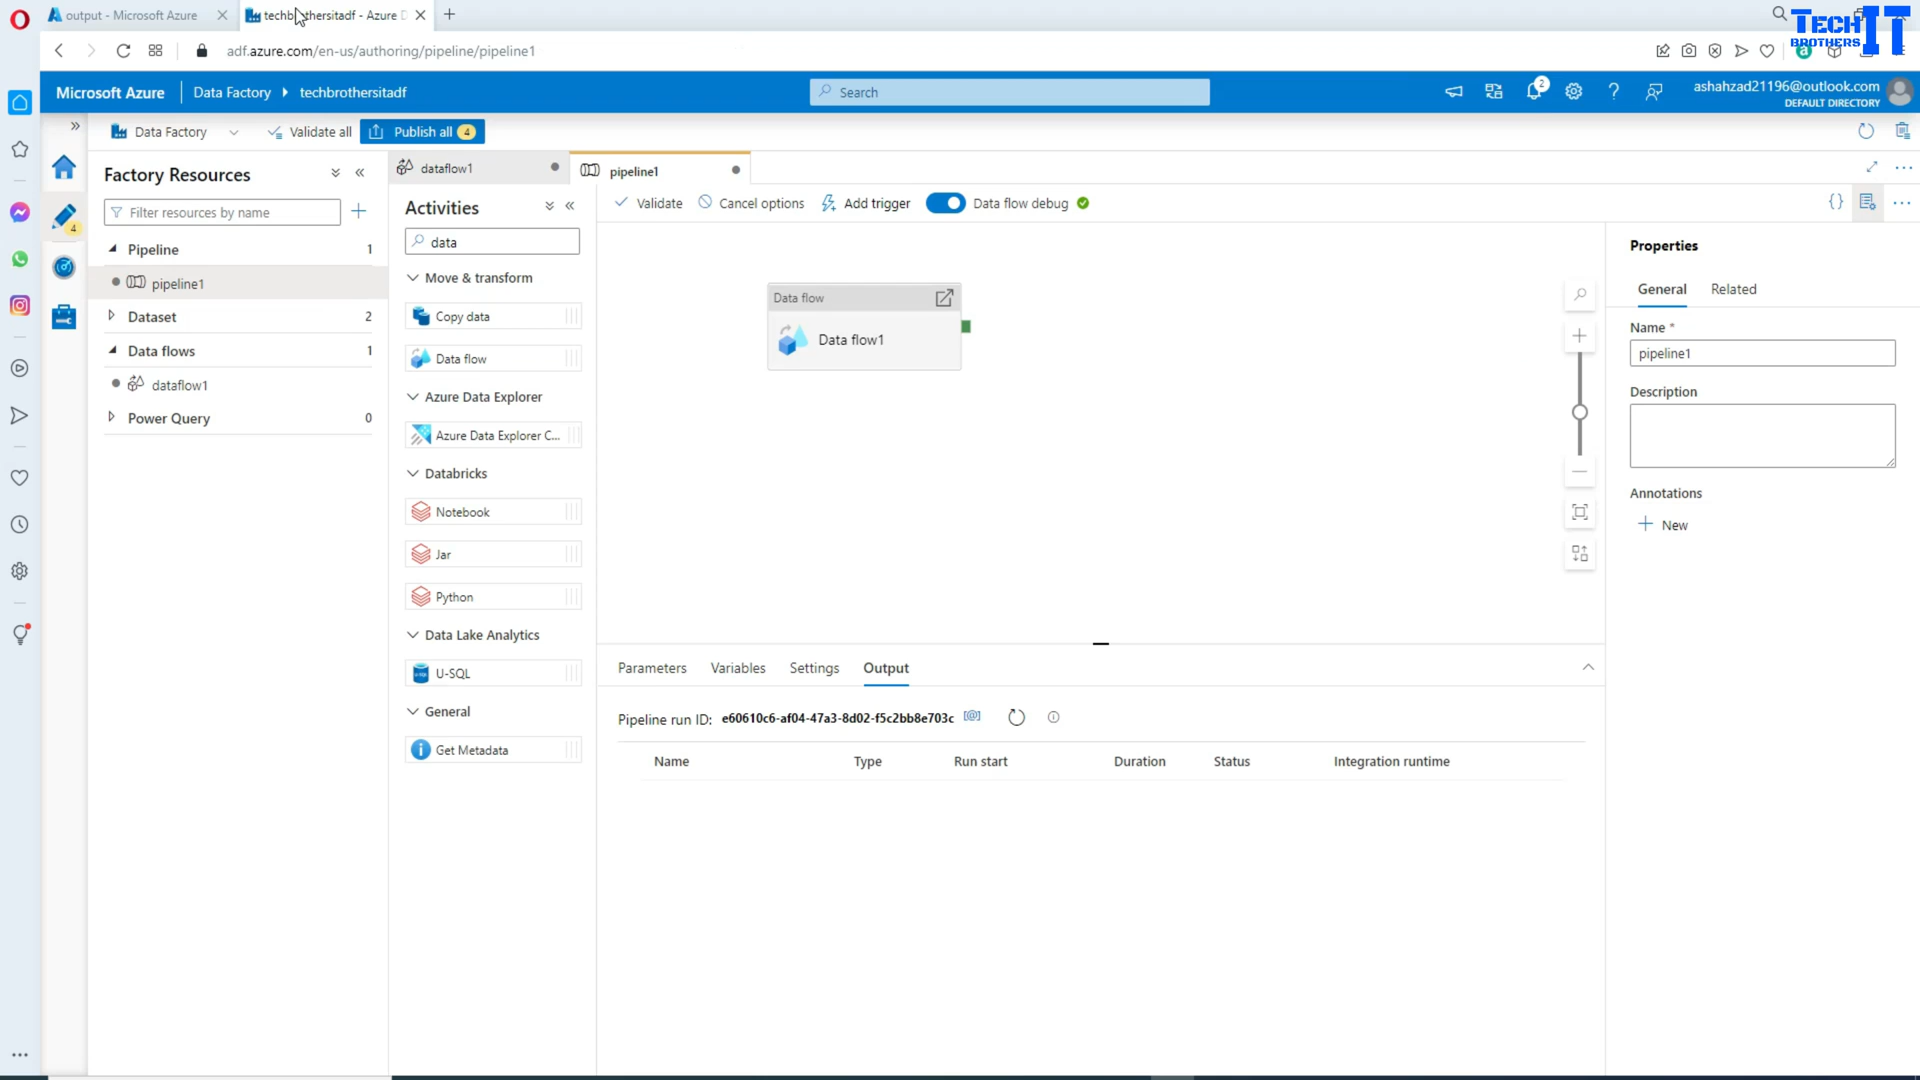 output - Microsoft Azure
techbrothersitadf - Azure D
TECH IT
BROTHERS
adf.azure.com/en-us/authoring/pipeline/pipeline1
Microsoft Azure
Data Factory
techbrothersitadf
Search
2
ashahzad21196@outlook.com
DEFAULT DIRECTORY
Data Factory
Validate all
Publish all
4
Factory Resources
dataflow1
pipeline1
Filter resources by name
4
Activities
Validate
Cancel options
Add trigger
Data flow debug
{}
data
Pipeline
1
pipeline1
Dataset
2
Data flows
1
dataflow1
Power Query
0
Move & transform
Copy data
Data flow
Azure Data Explorer
Azure Data Explorer C...
Databricks
Notebook
Jar
Python
Data Lake Analytics
U-SQL
General
Get Metadata
Data flow
Data flow1
Properties
General
Related
Name *
pipeline1
Description
Annotations
New
Parameters
Variables
Settings
Output
Pipeline run ID: e60610c6-af04-47a3-8d02-f5c2bb8e703c [@]
Name
Type
Run start
Duration
Status
Integration runtime